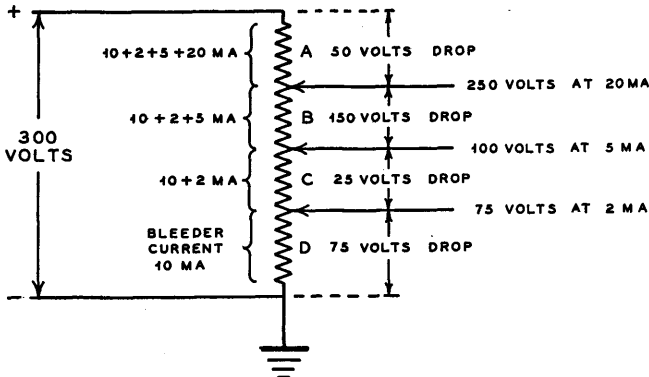 +
10+2+5+20 MA
A 50 VOLTS DROP
250 VOLTS AT 20 MA
10+2+5 MA
B 150 VOLTS DROP
300
VOLTS
100 VOLTS AT 5 MA
10+2 MA
C 25 VOLTS DROP
75 VOLTS AT 2 MA
BLEEDER
CURRENT
10 MA
D 75 VOLTS DROP
-